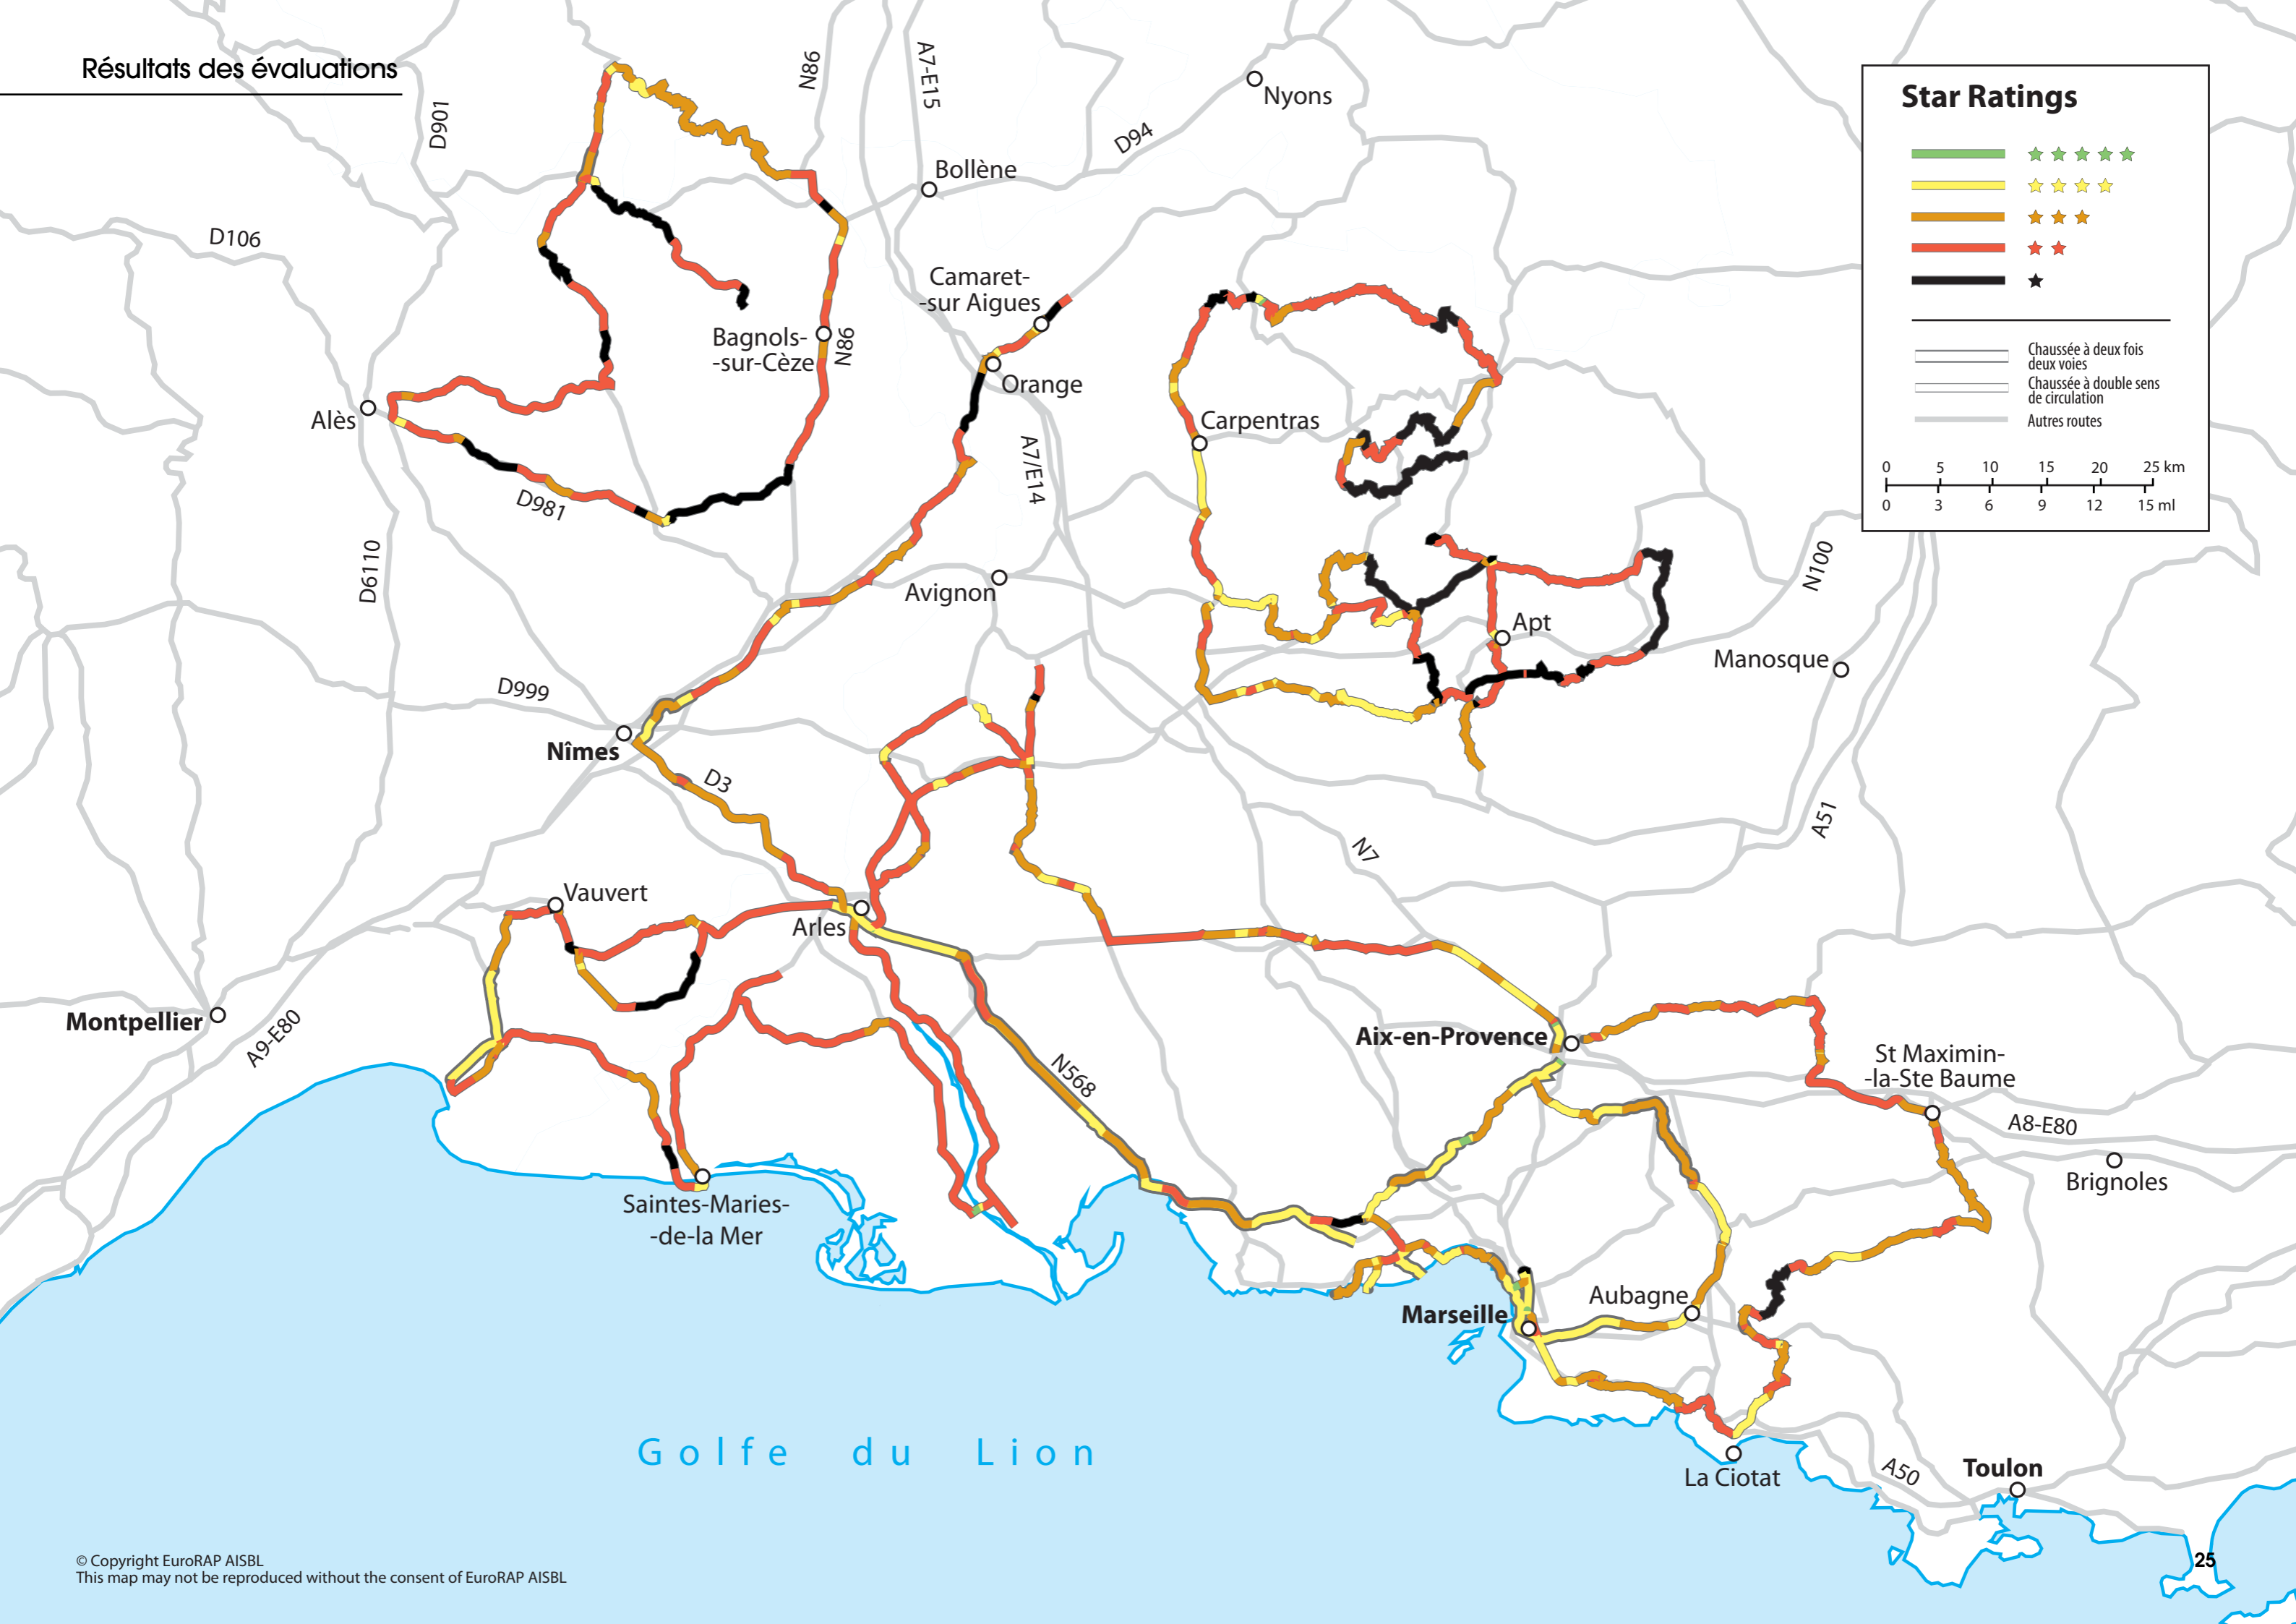 Résultats des évaluations
D901
N86
A7-E15
Nyons
D94
Bollène
D106
Camaret-
-sur Aigues
Bagnols-
-sur-Cèze
N86
Orange
Alès
Carpentras
A7/E14
D981
D6110
Avignon
N100
Apt
Manosque
D999
Nîmes
D3
A51
N7
Vauvert
Arles
Montpellier
A9-E80
Aix-en-Provence
N568
St Maximin-
-la-Ste Baume
A8-E80
Brignoles
Saintes-Maries-
-de-la Mer
Aubagne
Marseille
Golfe du Lion
La Ciotat
A50
Toulon
Star Ratings
Chaussée à deux fois
deux voies
Chaussée à double sens
de circulation
Autres routes
0 5 10 15 20 25 km
0 3 6 9 12 15 ml
© Copyright EuroRAP AISBL
This map may not be reproduced without the consent of EuroRAP AISBL
25